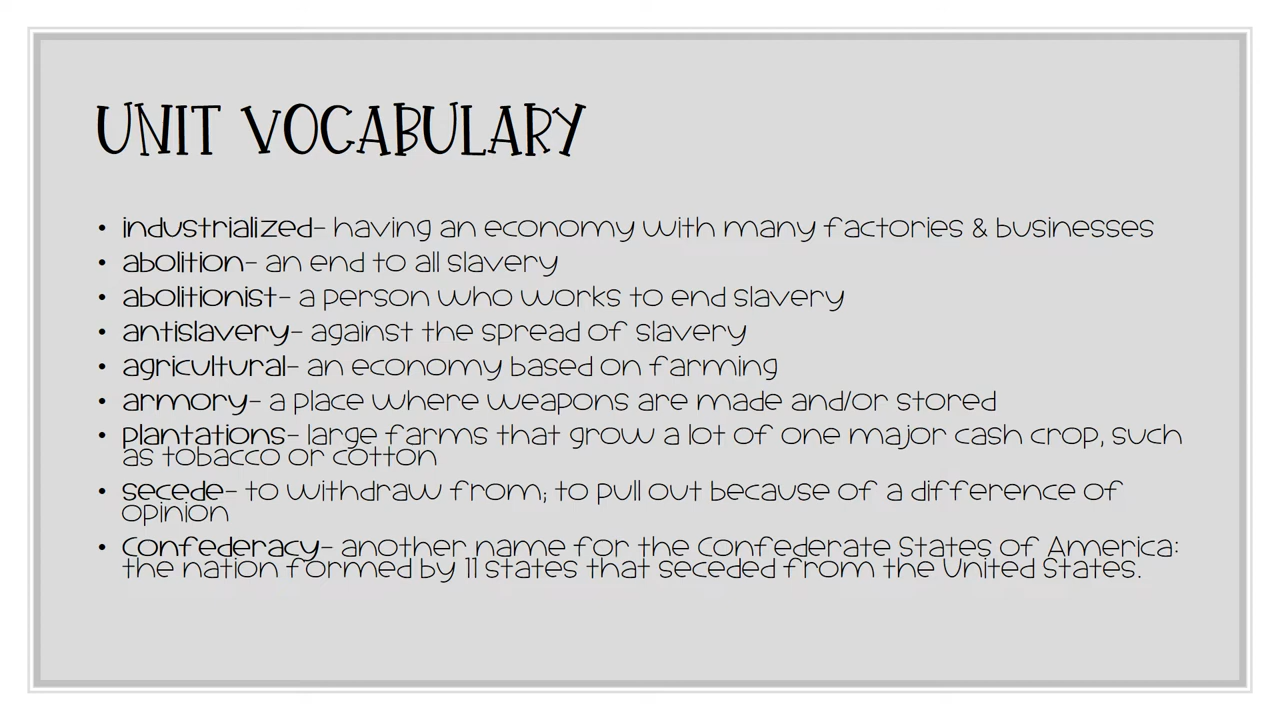 UNIT VOCABULARY
• industrialized- having an economy with many factories & businesses
• abolition- an end to all slavery
• abolitionist- a person who works to end slavery
• antislavery- against the spread of slavery
• agricultural- an economy based on farming
• armory- a place where weapons are made and/or stored
• plantations- large farms that grow a lot of one major cash crop, such
as tobacco or cotton
• secede- to withdraw from; to pull out because of a difference of
opinion
• Confederacy- another name for the Confederate States of America:
the nation formed by 11 states that seceded from the United States.